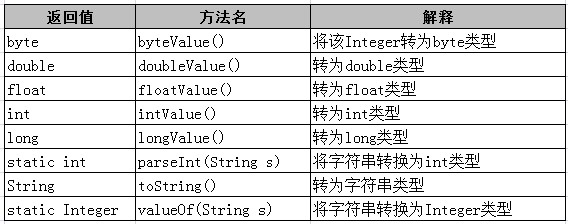 返回值 方法名 解释
byte byteValue() 将该Integer转为byte类型
double doubleValue() 转为double类型
float floatValue() 转为float类型
int intValue() 转为int类型
long longValue() 转为long类型
static int parseInt(String s) 将字符串转换为int类型
String toString() 转为字符串类型
static Integer valueOf(String s) 将字符串转换为Integer类型